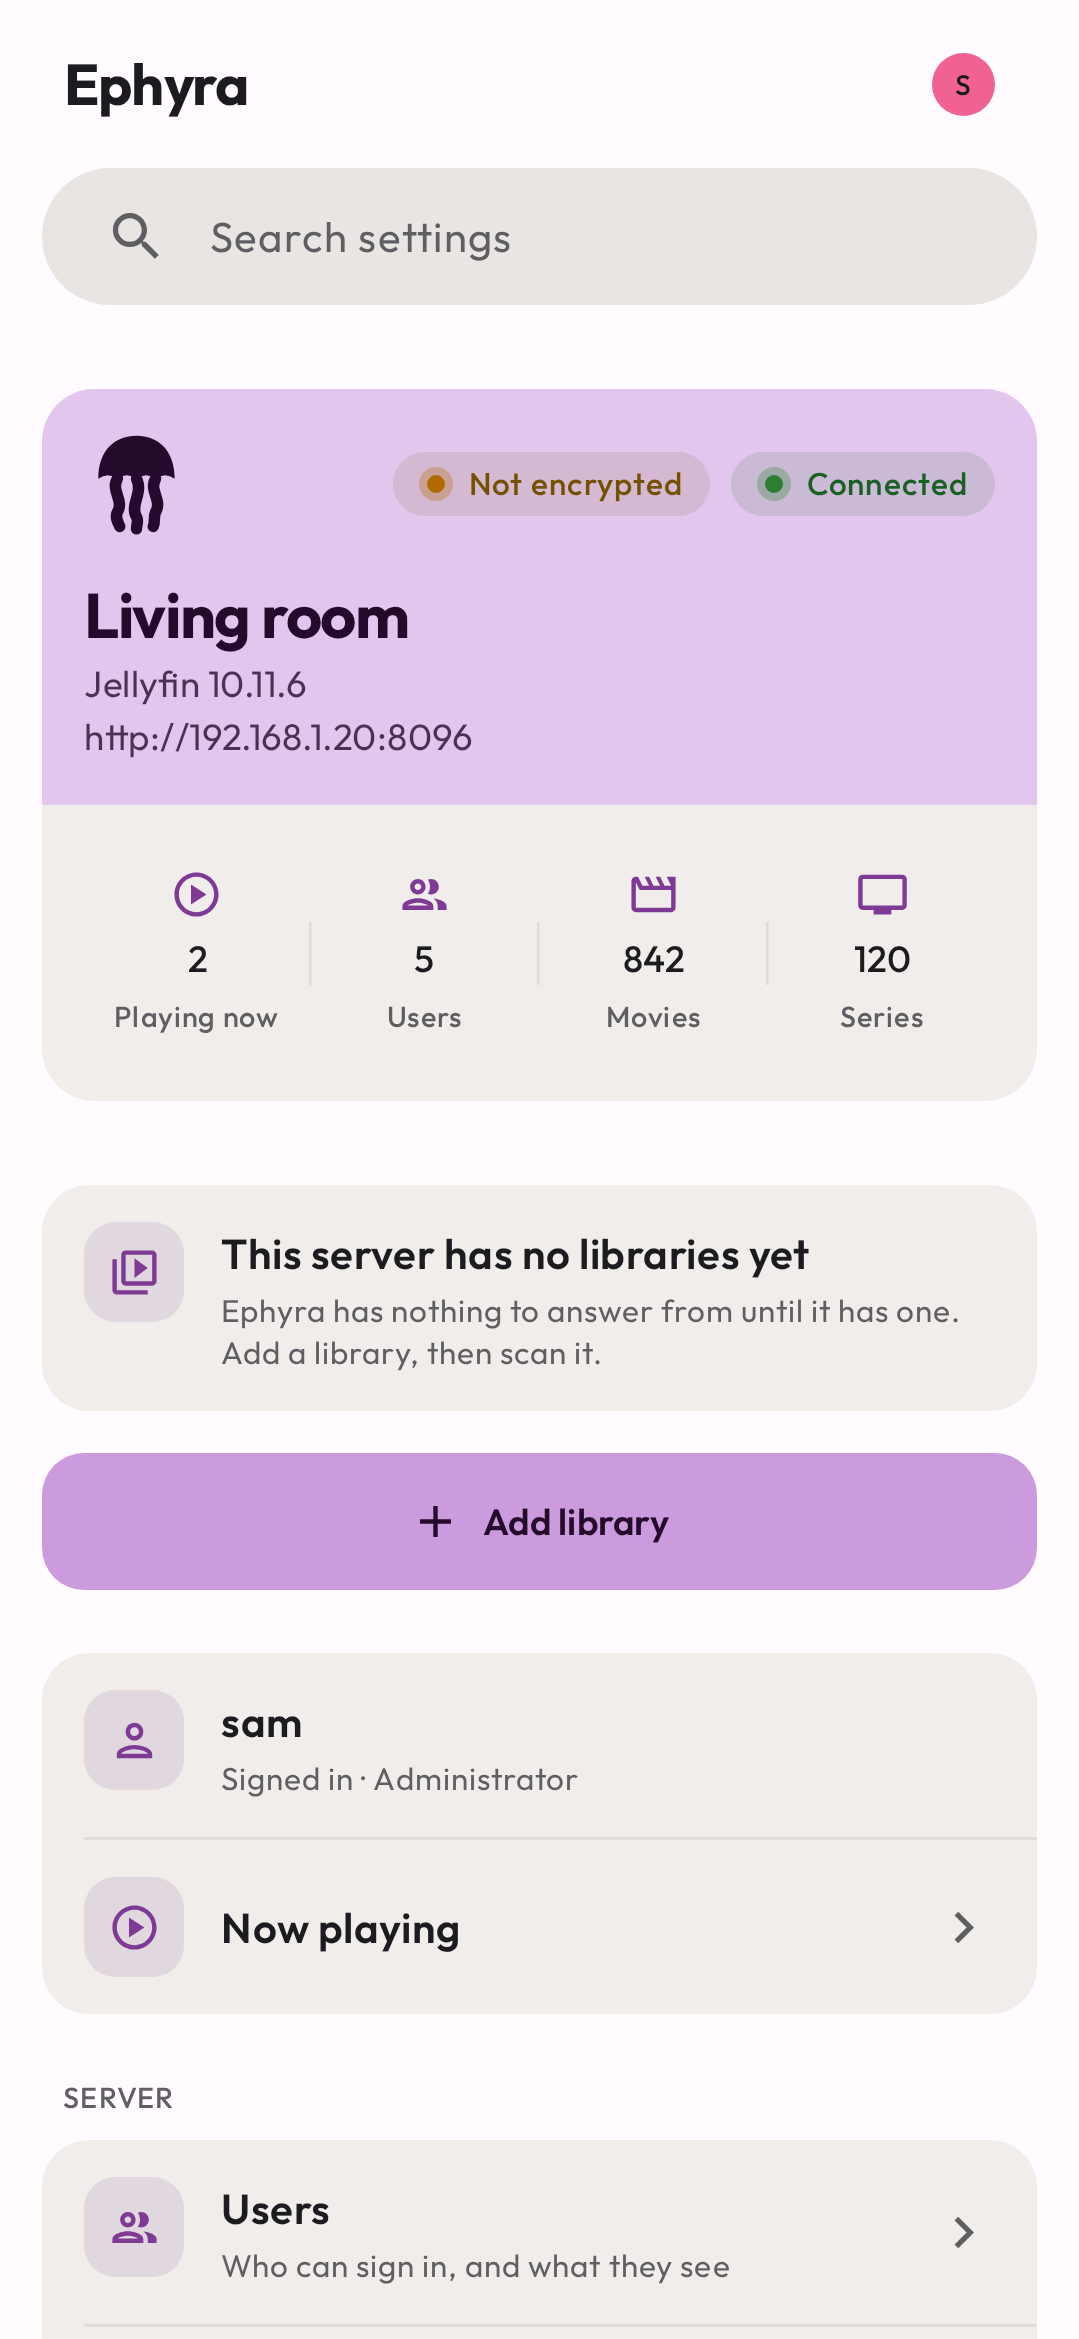 Ephyra
S
Search settings
Not encrypted
Connected
Living room
Jellyfin 10.11.6
http://192.168.1.20:8096
2
5
842
120
Playing now
Users
Movies
Series
This server has no libraries yet
Ephyra has nothing to answer from until it has one.
Add a library, then scan it.
Add library
sam
Signed in · Administrator
Now playing
SERVER
Users
Who can sign in, and what they see